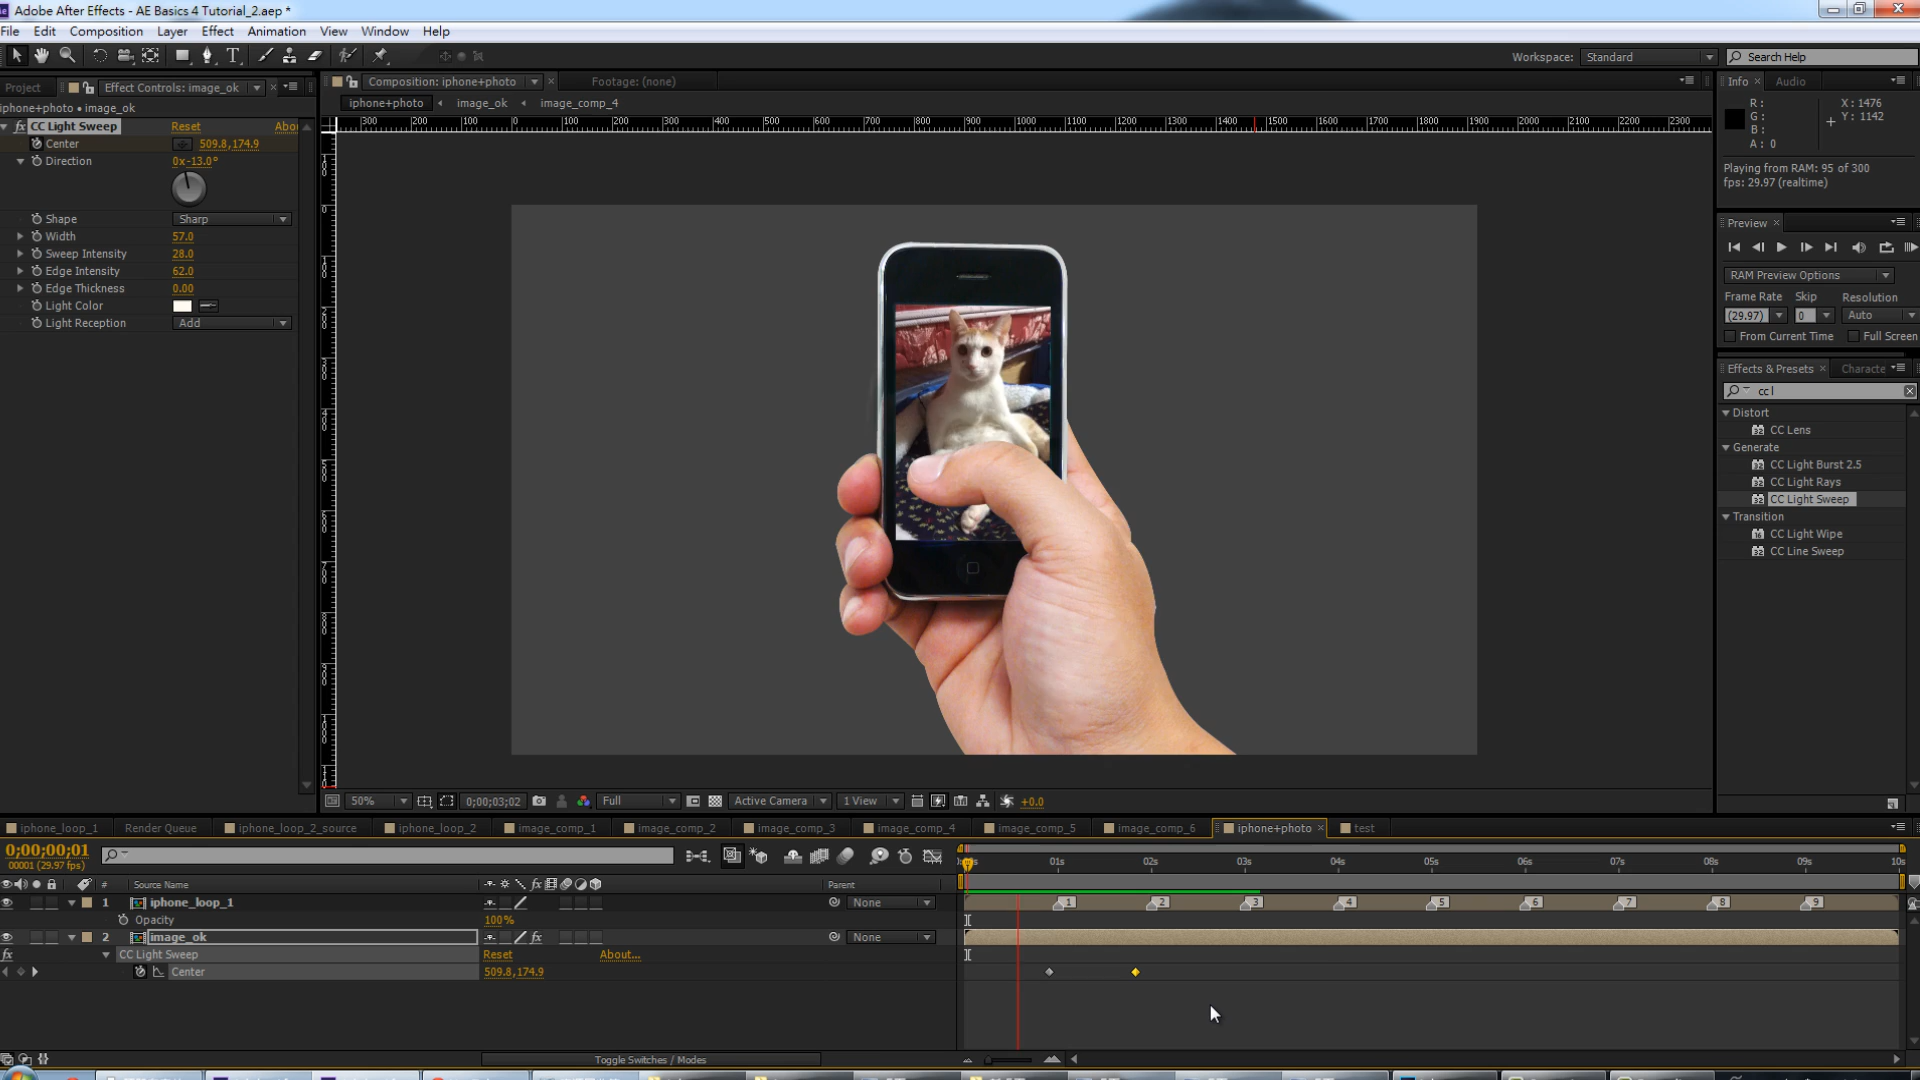 Adobe After Effects - AE Basics 4 Tutorial_2.aep *
File Edit Composition Layer Effect Animation View Window Help
Workspace: Standard Search Help
Project Effect Controls: image_ok
iphone+photo • image_ok
fx CC Light Sweep Reset Abou
Center 509.8,174.9
Direction 0x-13.0°
Shape Sharp
Width 57.0
Sweep Intensity 28.0
Edge Intensity 62.0
Edge Thickness 0.00
Light Color
Light Reception Add
Composition: iphone+photo Footage: (none)
iphone+photo image_ok image_comp_4
300 200 100 0 100 200 300 400 500 600 700 800 900 1000 1100 1200 1300 1400 1500 1600 1700 1800 1900 2000 2100 2200 2300
50% 0;00;03;02 Full Active Camera 1 View +0.0
Info Audio
R: X: 1476
G: Y: 1142
B:
A: 0
Playing from RAM: 95 of 300
fps: 29.97 (realtime)
Preview
RAM Preview Options
Frame Rate Skip Resolution
(29.97) 0 Auto
From Current Time Full Screen
Effects & Presets Characte
cc l
Distort
CC Lens
Generate
CC Light Burst 2.5
CC Light Rays
CC Light Sweep
Transition
CC Light Wipe
CC Line Sweep
iphone_loop_1 Render Queue iphone_loop_2_source iphone_loop_2 image_comp_1 image_comp_2 image_comp_3 image_comp_4 image_comp_5 image_comp_6 iphone+photo test
0;00;00;01
00001 (29.97 fps)
01s 02s 03s 04s 05s 06s 07s 08s 09s 10s
# Source Name fx Parent
1 iphone_loop_1 None 1 2 3 4 5 6 7 8 9
Opacity 100%
2 image_ok fx None
fx CC Light Sweep Reset About...
Center 509.8,174.9
Toggle Switches / Modes